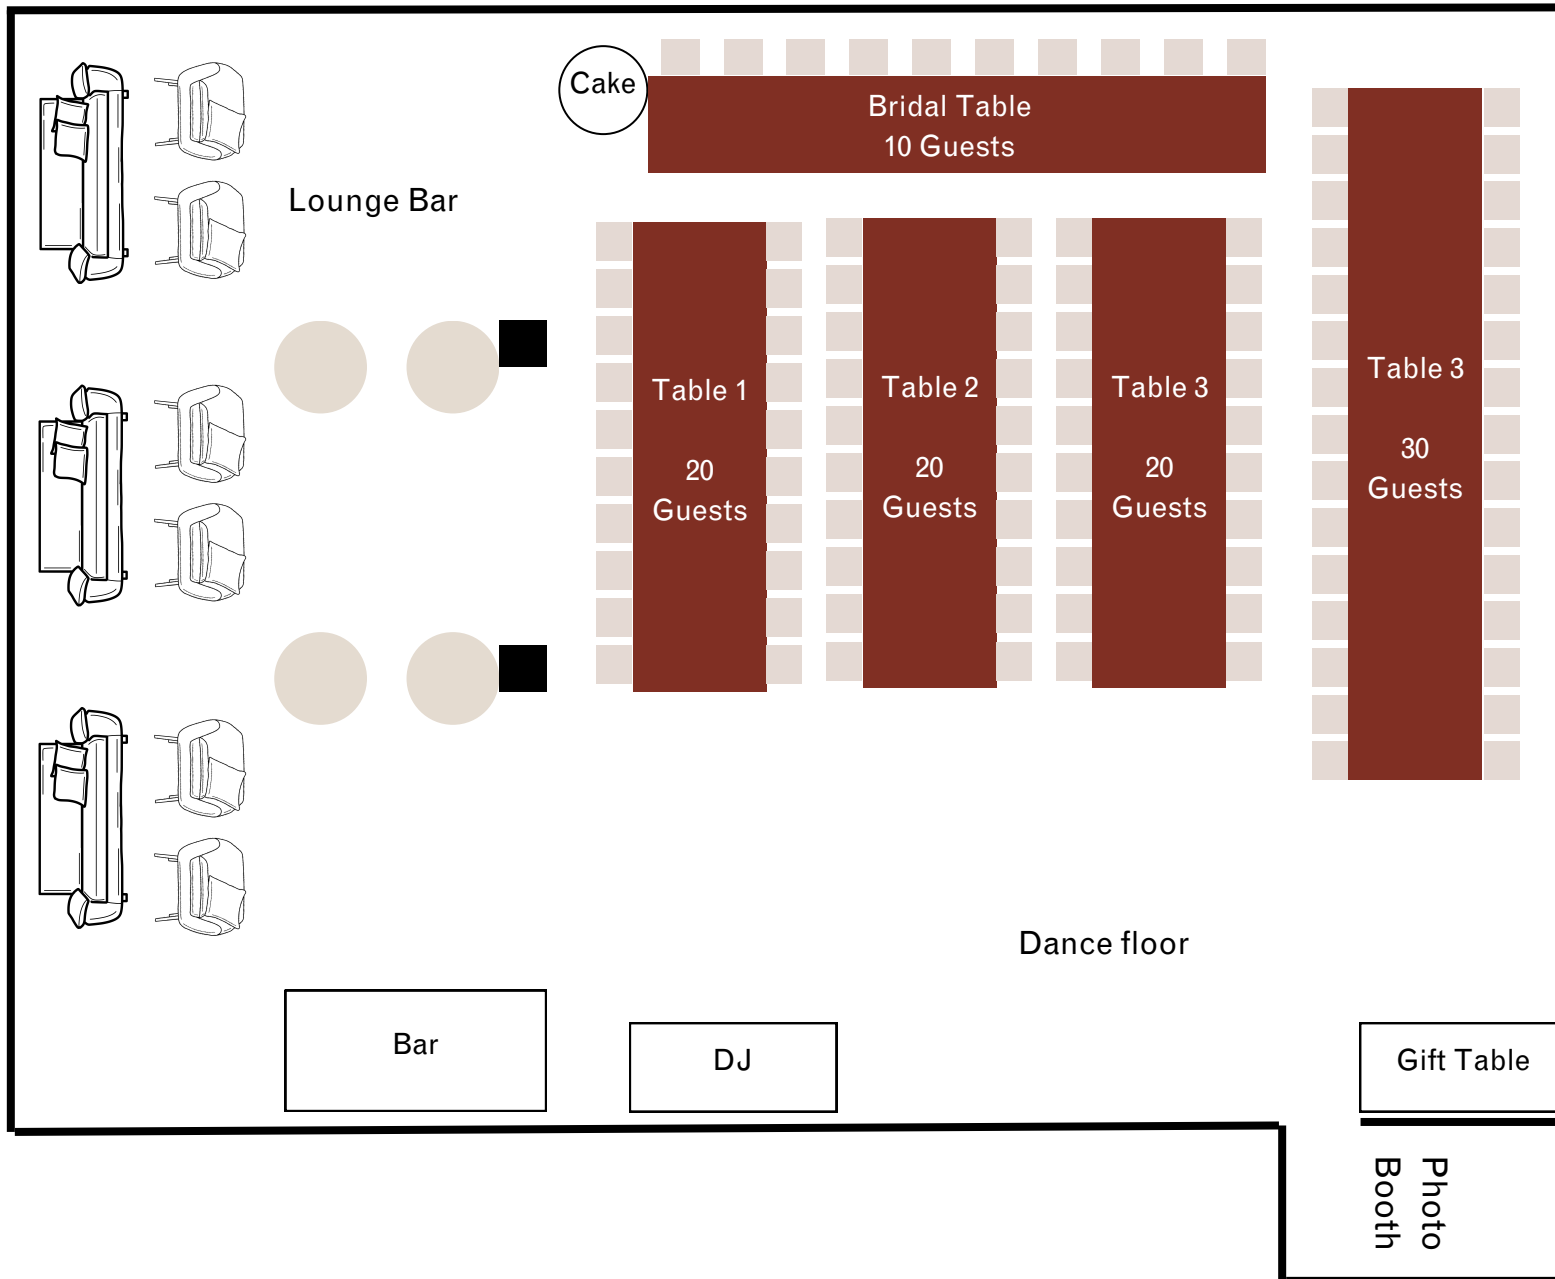 Cake
Bridal Table
10 Guests
Lounge Bar
Table 1
20
Guests
Table 2
20
Guests
Table 3
20
Guests
Table 3
30
Guests
Dance floor
Bar
DJ
Gift Table
Photo
Booth